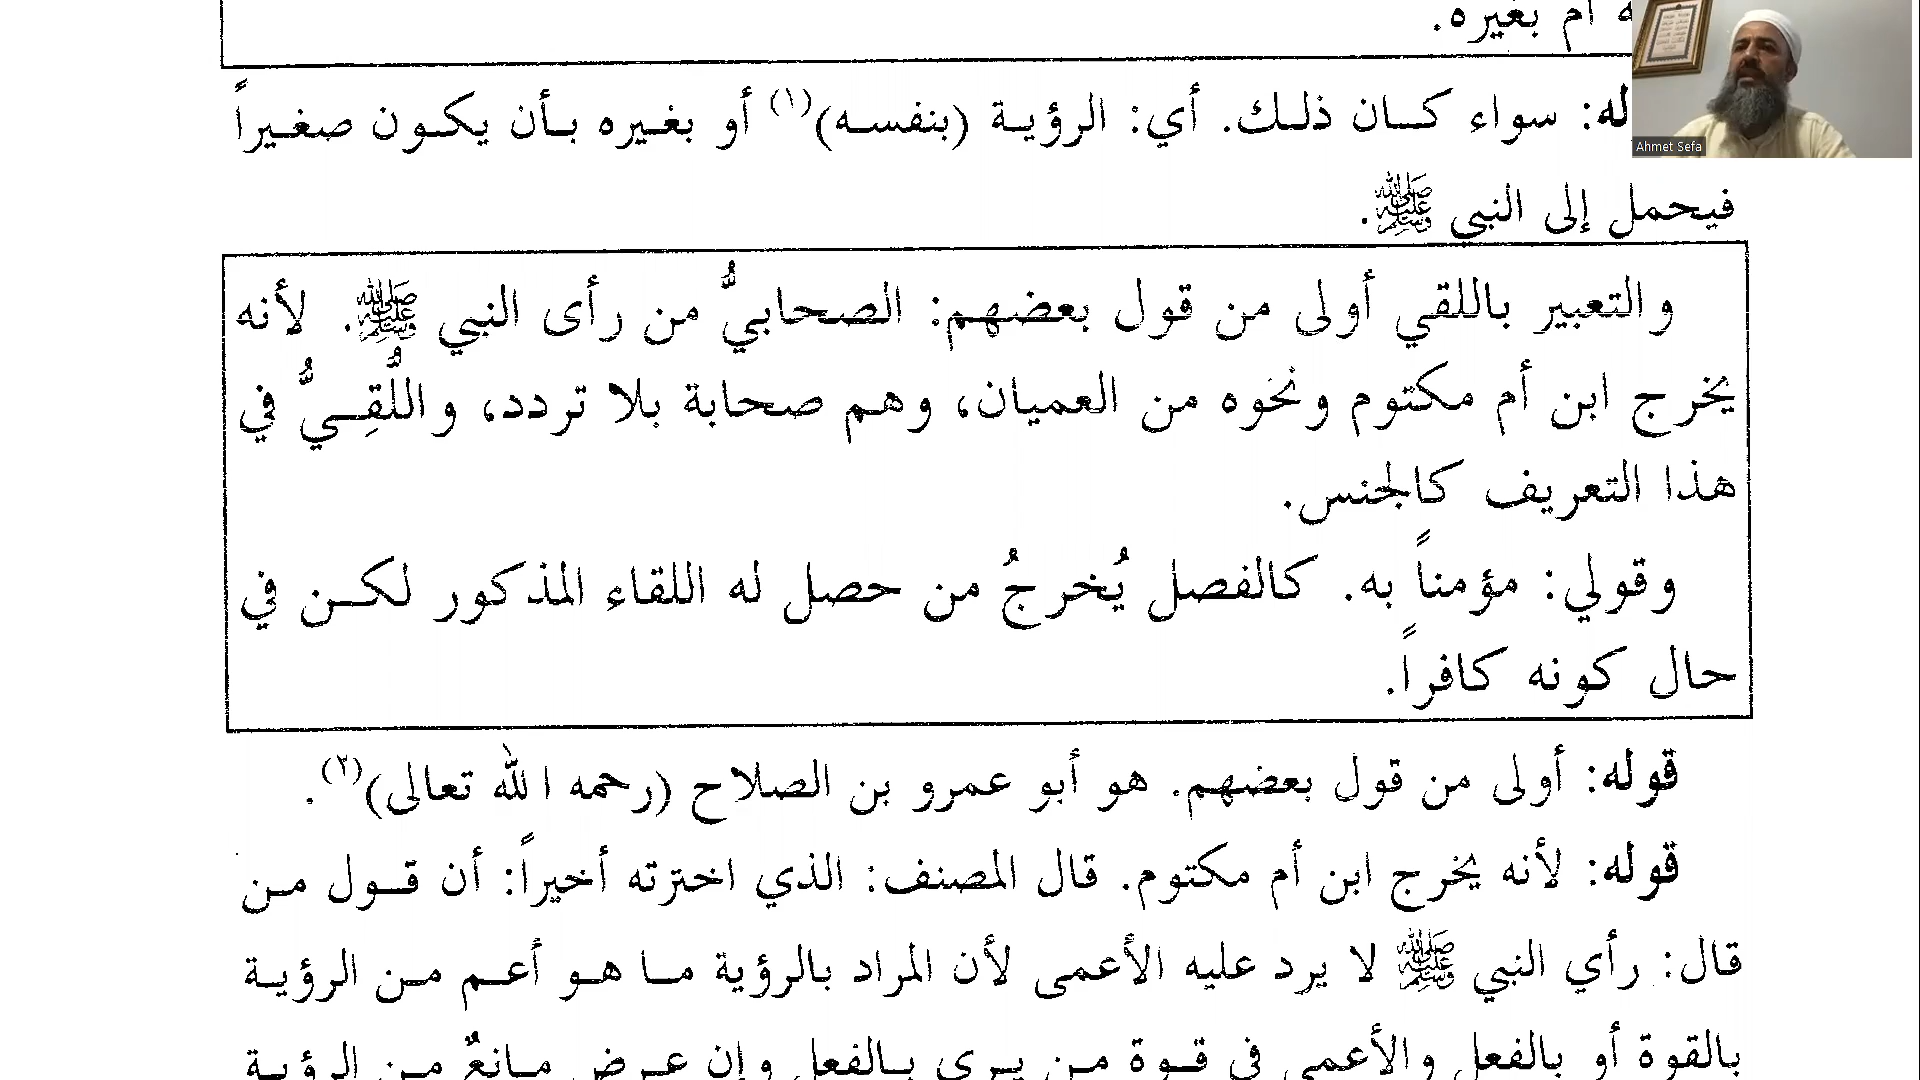 ه أم بغيره.
له: سواء كان ذلك. أي: الرؤية (بنفسه)(١) أو بغيره بأن يكون صغيراً
Ahmet Sefa
فيحمل إلى النبي ﷺ.
والتعبير باللقي أولى من قول بعضهم: الصحابيُّ من رأى النبي ﷺ. لأنه
يخرج ابن أم مكتوم ونحوه من العميان، وهم صحابة بلا تردد، واللُّقِيُّ في
هذا التعريف كالجنس.
وقولي: مؤمناً به. كالفصل يُخرجُ من حصل له اللقاء المذكور لكن في
حال كونه كافراً.
قوله: أولى من قول بعضهم. هو أبو عمرو بن الصلاح (رحمه الله تعالى)(٢).
قوله: لأنه يخرج ابن أم مكتوم. قال المصنف: الذي اخترته أخيراً: أن قول من
قال: رأي النبي ﷺ لا يرد عليه الأعمى لأن المراد بالرؤية ما هو أعم من الرؤية
بالقوة أو بالفعل والأعمى في قوة من يرى بالفعل وإن عرض مانعٌ من الرؤية